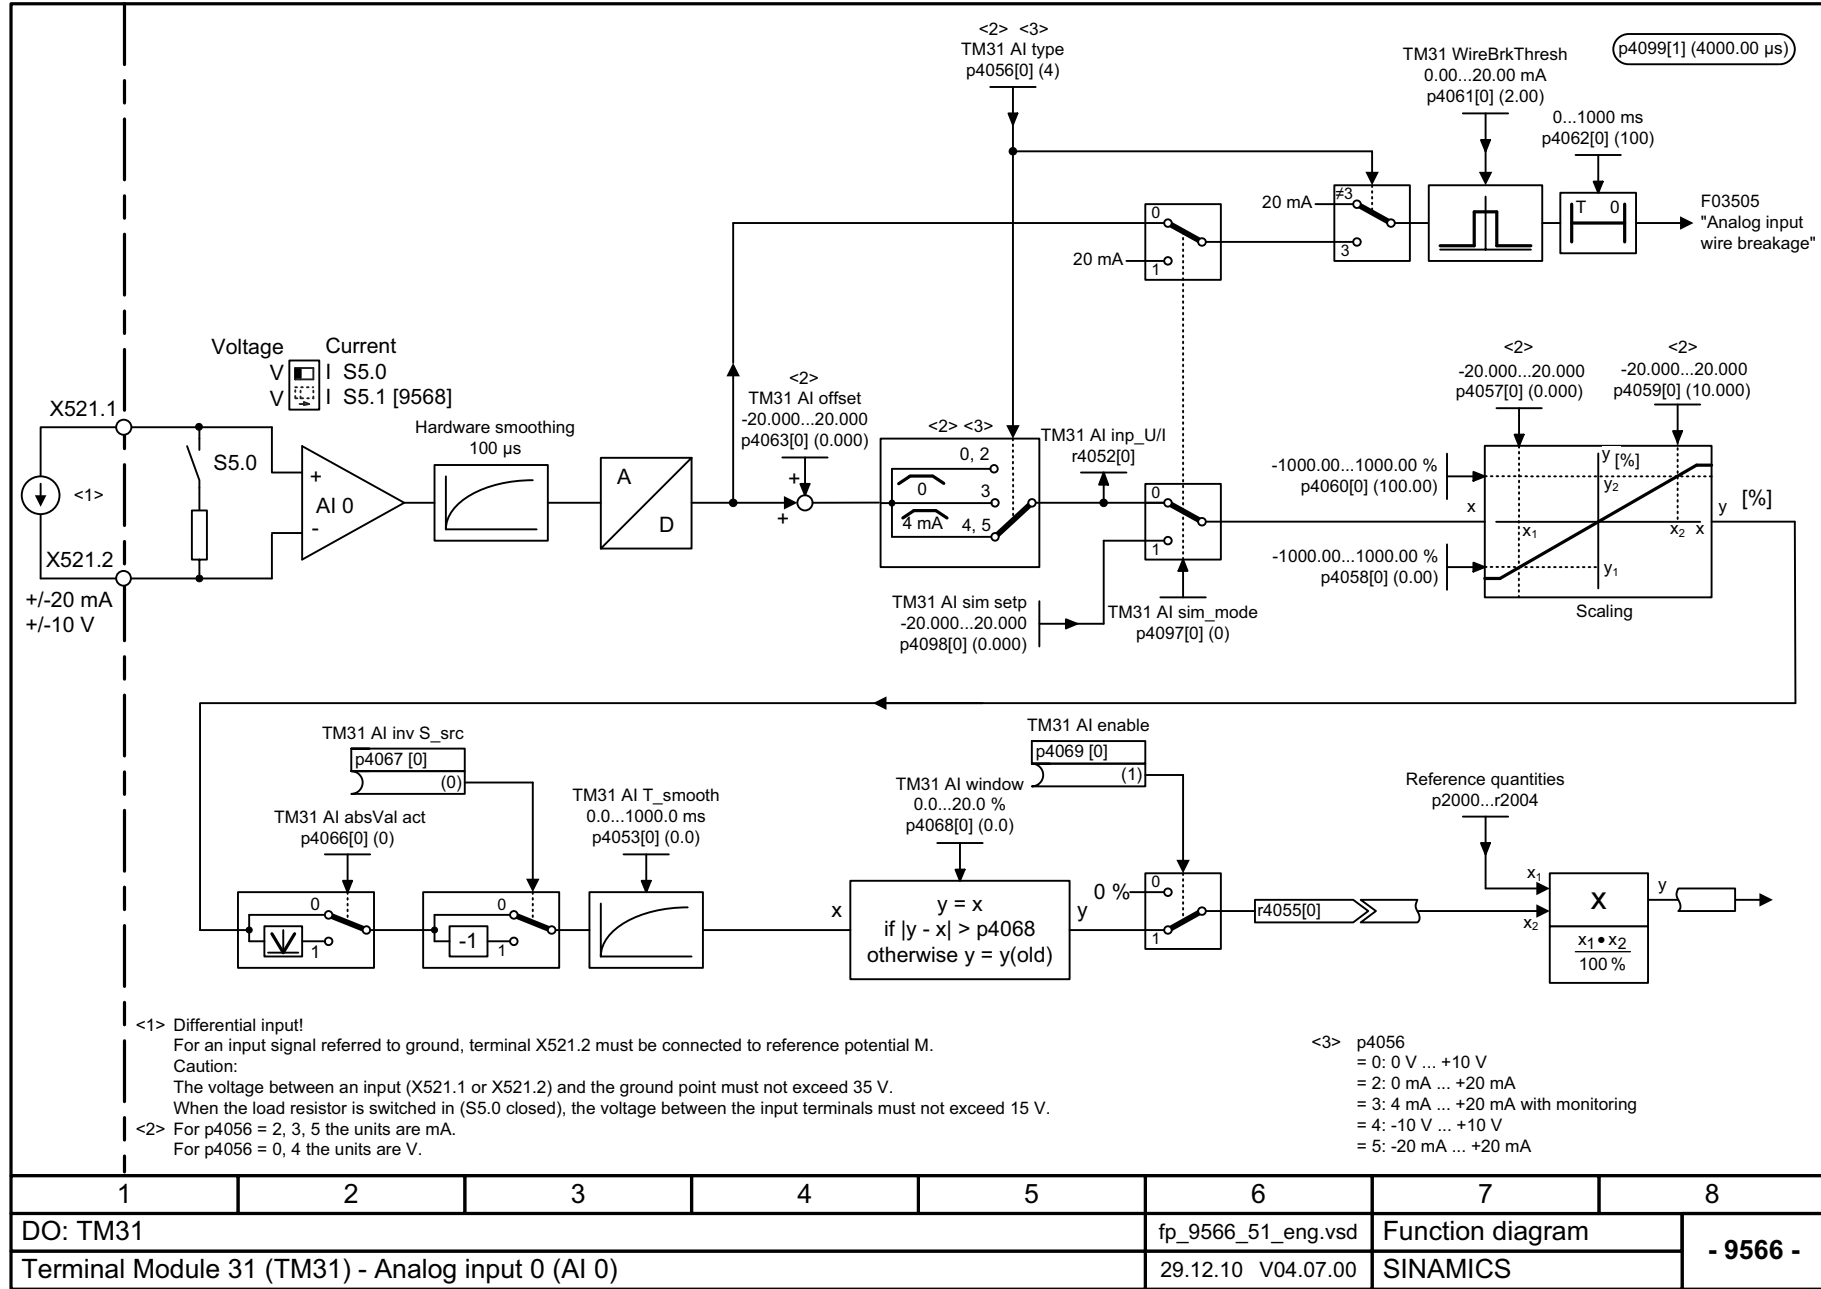 <2> <3>
TM31 AI type
p4056[0] (4)
TM31 WireBrkThresh
0.00...20.00 mA
p4061[0] (2.00)
p4099[1] (4000.00 µs)
0...1000 ms
p4062[0] (100)
20 mA
≠3
3
0
20 mA
1
T 0
F03505
"Analog input
wire breakage"
Voltage Current
V I S5.0
V I S5.1 [9568]
X521.1
S5.0
<1>
+
AI 0
-
X521.2
+/-20 mA
+/-10 V
Hardware smoothing
100 µs
A
D
<2>
TM31 AI offset
-20.000...20.000
p4063[0] (0.000)
+
+
<2> <3>
0, 2
0
3
4 mA
4, 5
TM31 AI inp_U/I
r4052[0]
0
1
TM31 AI sim setp
-20.000...20.000
p4098[0] (0.000)
TM31 AI sim_mode
p4097[0] (0)
<2>
-20.000...20.000
p4057[0] (0.000)
<2>
-20.000...20.000
p4059[0] (10.000)
-1000.00...1000.00 %
p4060[0] (100.00)
x
-1000.00...1000.00 %
p4058[0] (0.00)
y [%]
y2
x1
x2 x
y1
y [%]
Scaling
TM31 AI inv S_src
p4067 [0]
(0)
TM31 AI absVal act
p4066[0] (0)
0
1
0
-1
1
TM31 AI T_smooth
0.0...1000.0 ms
p4053[0] (0.0)
TM31 AI window
0.0...20.0 %
p4068[0] (0.0)
x
y = x
if |y - x| > p4068
otherwise y = y(old)
y
TM31 AI enable
p4069 [0]
(1)
0 %
0
1
r4055[0]
Reference quantities
p2000...r2004
x1
x2
X
x1 • x2
100 %
y
<1> Differential input!
For an input signal referred to ground, terminal X521.2 must be connected to reference potential M.
Caution:
The voltage between an input (X521.1 or X521.2) and the ground point must not exceed 35 V.
When the load resistor is switched in (S5.0 closed), the voltage between the input terminals must not exceed 15 V.
<2> For p4056 = 2, 3, 5 the units are mA.
For p4056 = 0, 4 the units are V.
<3> p4056
= 0: 0 V ... +10 V
= 2: 0 mA ... +20 mA
= 3: 4 mA ... +20 mA with monitoring
= 4: -10 V ... +10 V
= 5: -20 mA ... +20 mA
1 2 3 4 5 6 7 8
DO: TM31
fp_9566_51_eng.vsd
Function diagram
- 9566 -
Terminal Module 31 (TM31) - Analog input 0 (AI 0)
29.12.10 V04.07.00
SINAMICS